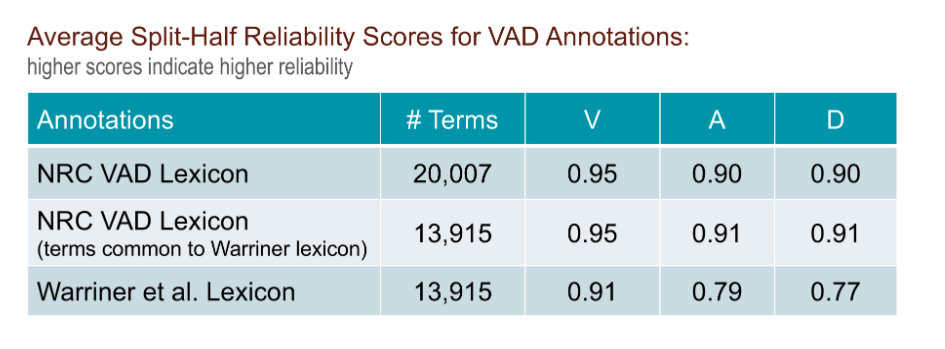 Average Split-Half Reliability Scores for VAD Annotations:
higher scores indicate higher reliability
Annotations # Terms V A D
NRC VAD Lexicon 20,007 0.95 0.90 0.90
NRC VAD Lexicon
(terms common to Warriner lexicon) 13,915 0.95 0.91 0.91
Warriner et al. Lexicon 13,915 0.91 0.79 0.77